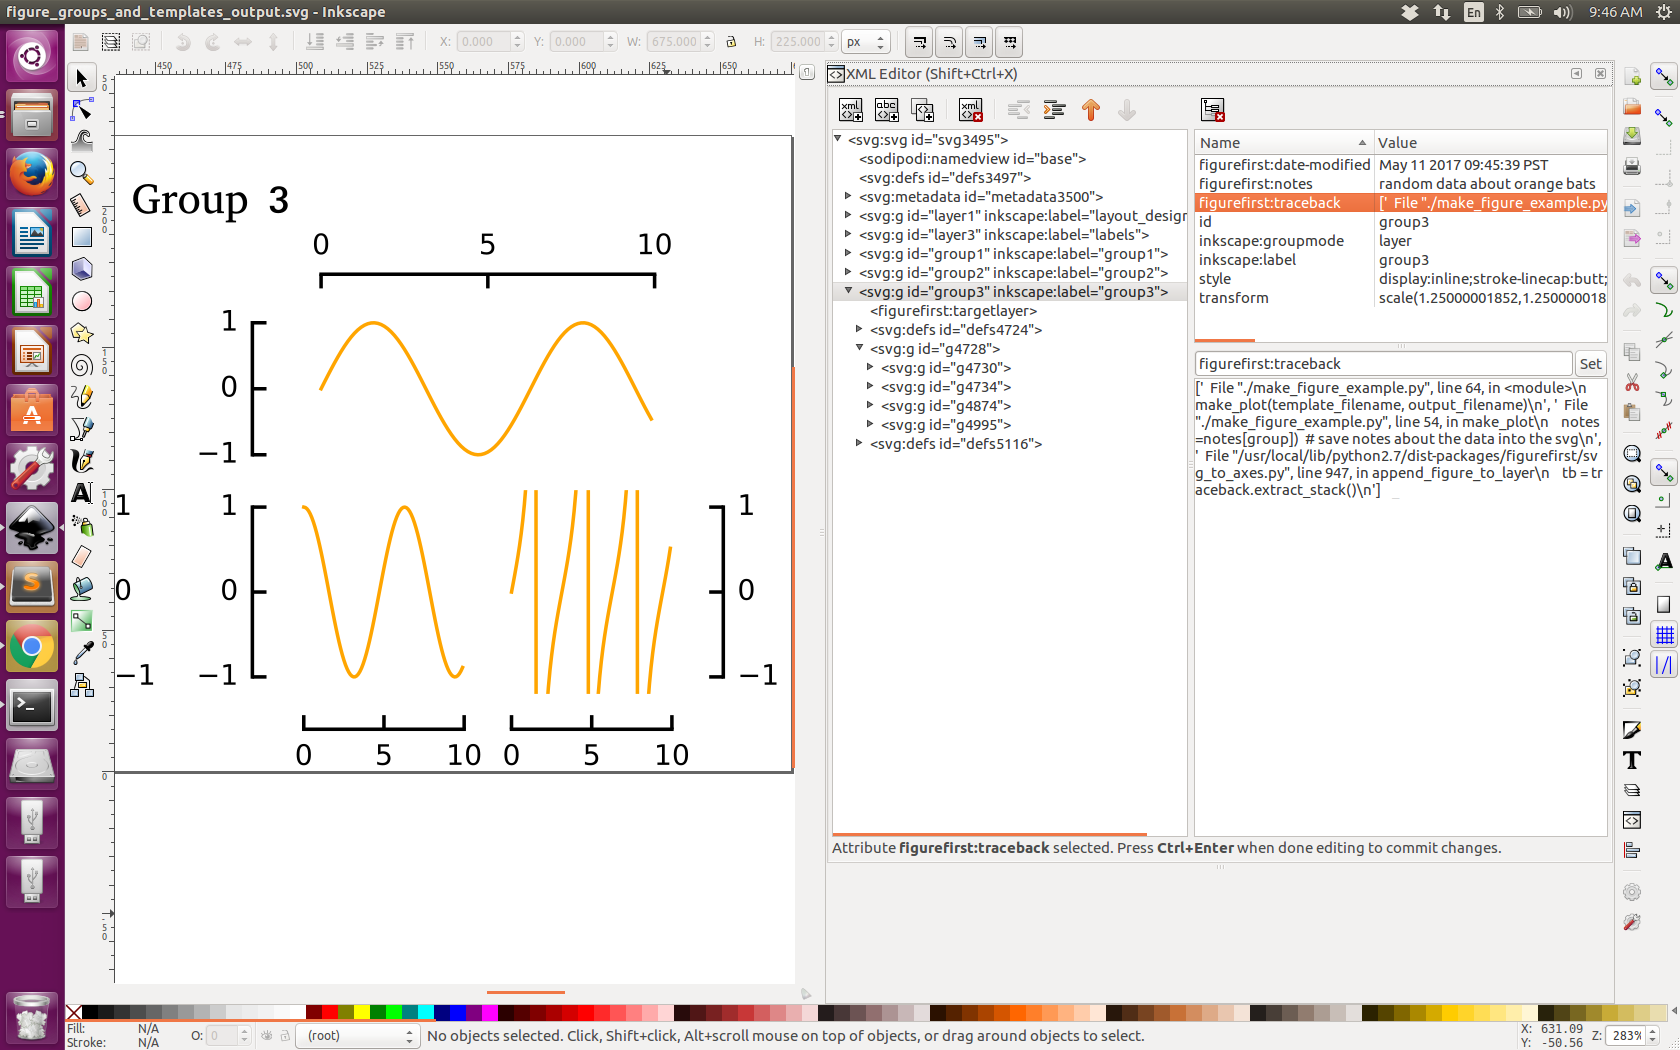 figure_groups_and_templates_output.svg - Inkscape
En
9:46 AM
X: 0.000
Y: 0.000
W: 675.000
H: 225.000
px
450
475
500
525
550
575
600
625
650
XML Editor (Shift+Ctrl+X)
Group 3
0 5 10
1
0
−1
1
0
−1
1
0
−1
1
0
−1
0 5 10
0 5 10
<svg:svg id="svg3495">
<sodipodi:namedview id="base">
<svg:defs id="defs3497">
<svg:metadata id="metadata3500">
<svg:g id="layer1" inkscape:label="layout_desigr
<svg:g id="layer3" inkscape:label="labels">
<svg:g id="group1" inkscape:label="group1">
<svg:g id="group2" inkscape:label="group2">
<svg:g id="group3" inkscape:label="group3">
<figurefirst:targetlayer>
<svg:defs id="defs4724">
<svg:g id="g4728">
<svg:g id="g4730">
<svg:g id="g4734">
<svg:g id="g4874">
<svg:g id="g4995">
<svg:defs id="defs5116">
Name Value
figurefirst:date-modified May 11 2017 09:45:39 PST
figurefirst:notes random data about orange bats
figurefirst:traceback [' File "./make_figure_example.py
id group3
inkscape:groupmode layer
inkscape:label group3
style display:inline;stroke-linecap:butt;
transform scale(1.25000001852,1.250000018
figurefirst:traceback Set
[' File "./make_figure_example.py", line 64, in <module>\n
make_plot(template_filename, output_filename)\n', ' File
"./make_figure_example.py", line 54, in make_plot\n notes
=notes[group]) # save notes about the data into the svg\n',
' File "/usr/local/lib/python2.7/dist-packages/figurefirst/sv
g_to_axes.py", line 947, in append_figure_to_layer\n tb = tr
aceback.extract_stack()\n']
Attribute figurefirst:traceback selected. Press Ctrl+Enter when done editing to commit changes.
Fill: N/A
Stroke: N/A
O: 0
(root)
No objects selected. Click, Shift+click, Alt+scroll mouse on top of objects, or drag around objects to select.
X: 631.09
Y: -50.56
Z: 283%